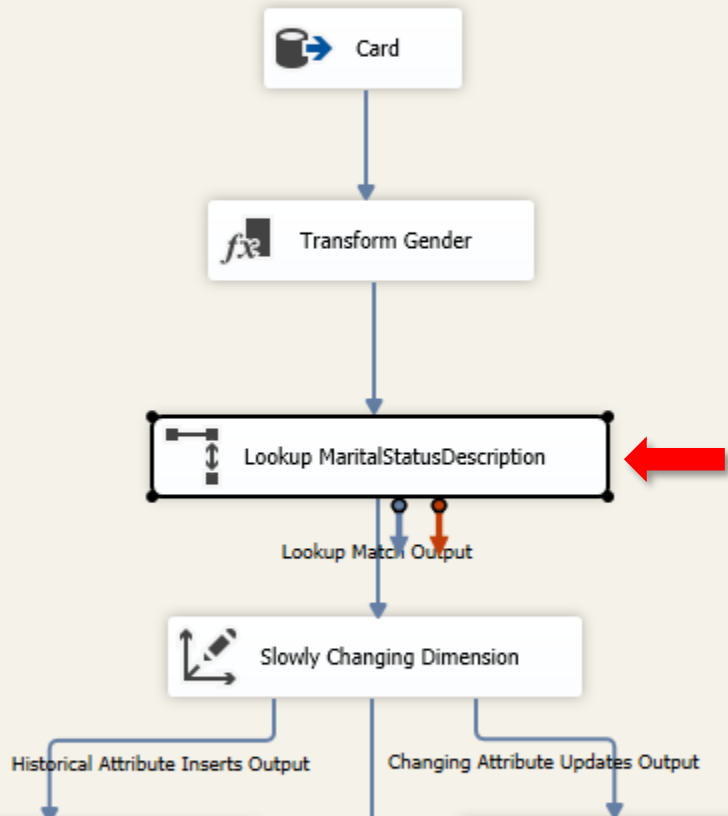 Card
Transform Gender
Lookup MaritalStatusDescription
Lookup Match Output
Slowly Changing Dimension
Historical Attribute Inserts Output
Changing Attribute Updates Output